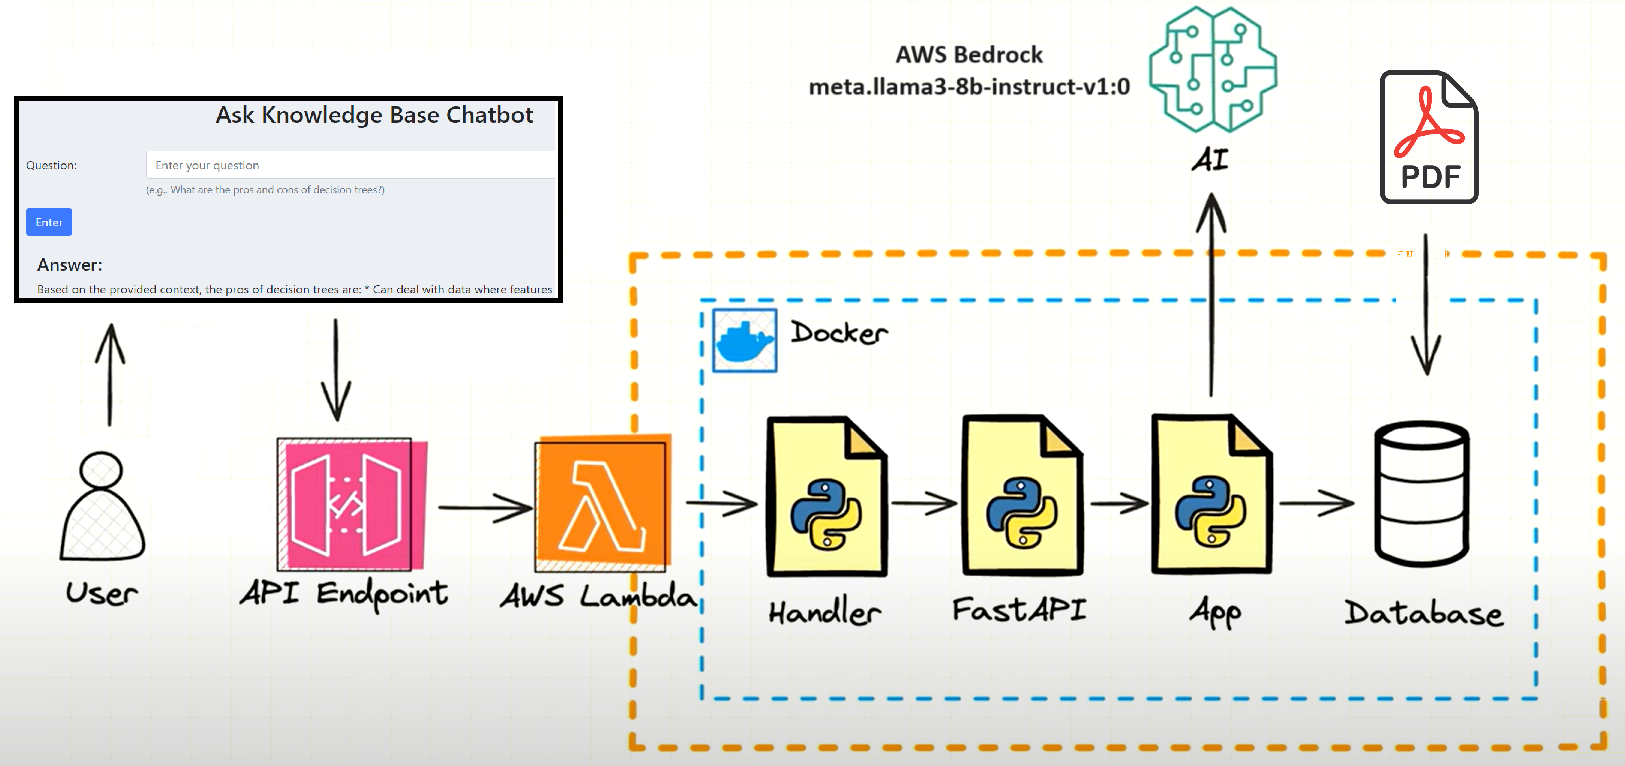 AWS Bedrock
meta.llama3-8b-instruct-v1:0
AI
PDF
Ask Knowledge Base Chatbot
Question:
Enter your question
(e.g., What are the pros and cons of decision trees?)
Enter
Answer:
Based on the provided context, the pros of decision trees are: * Can deal with data where features
Docker
User
API Endpoint
AWS Lambda
Handler
FastAPI
App
Database